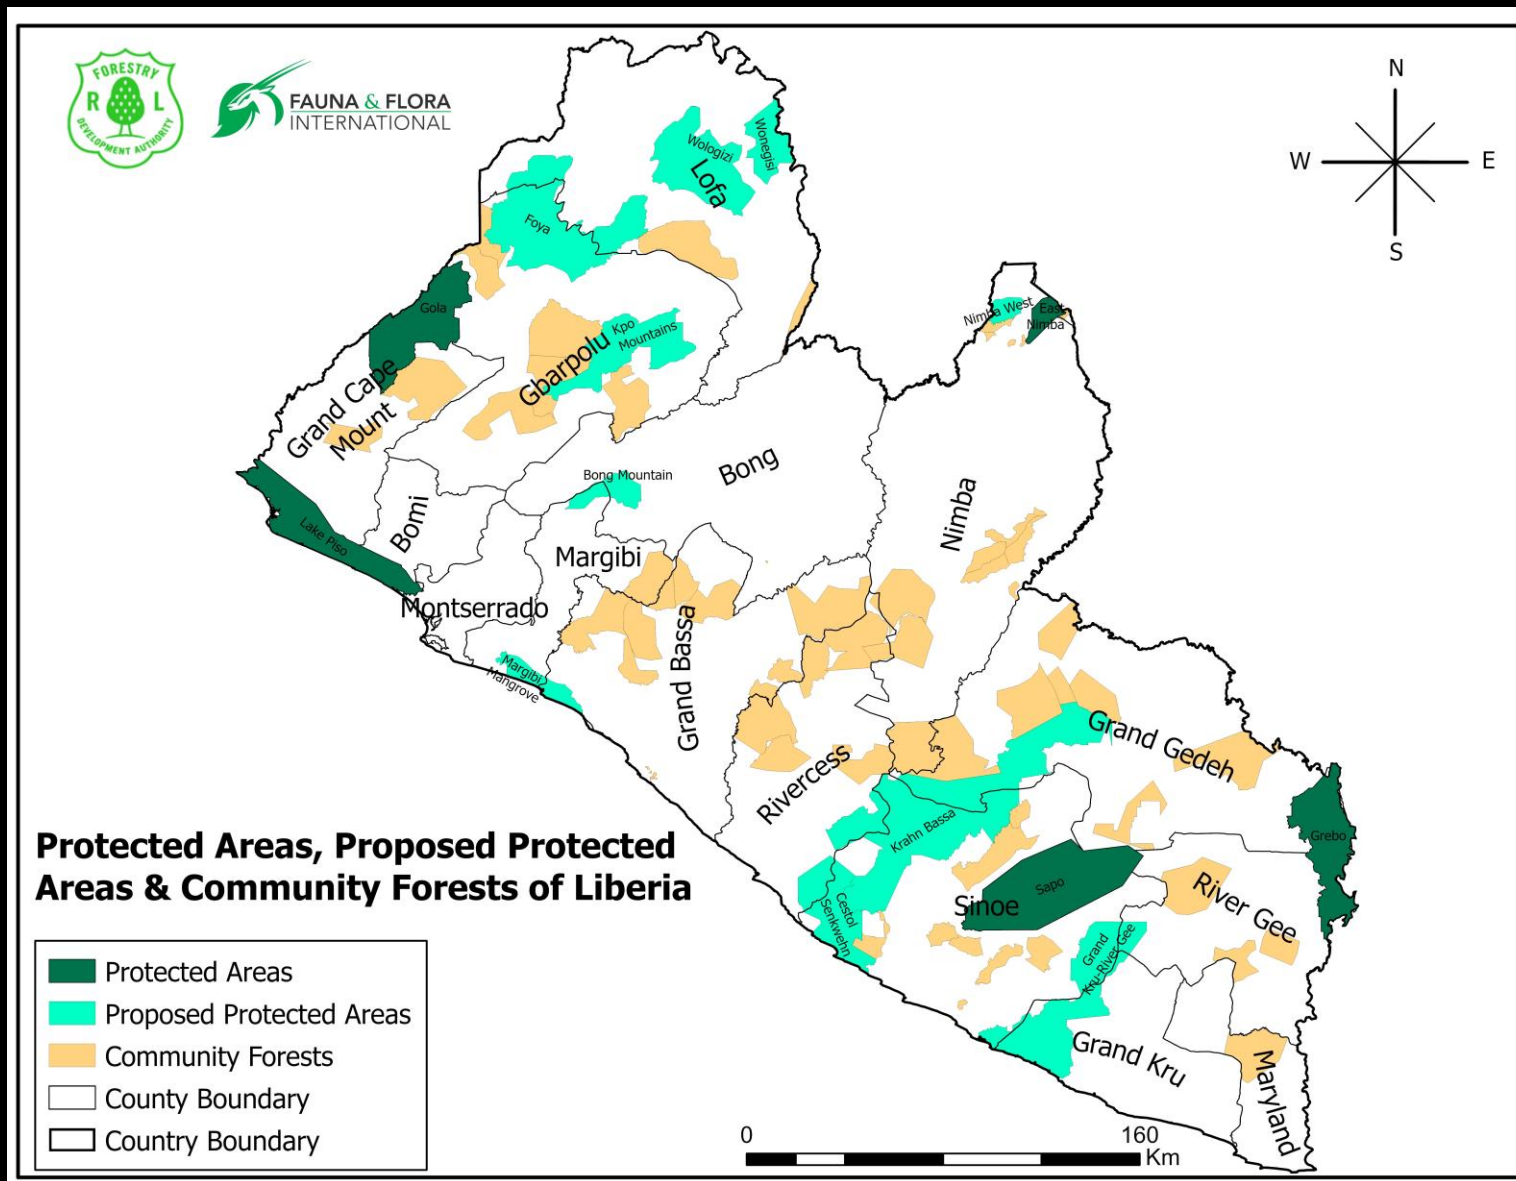 FORESTRY
R L
DEVELOPMENT AUTHORITY
FAUNA & FLORA
INTERNATIONAL
N
W E
S
Wologizi
Wonegisi
Lofa
Foya
Gola
Kpo
Mountains
Gbarpolu
Nimba West
East
Nimba
Grand Cape
Mount
Bong Mountain
Bong
Bomi
Nimba
Lake Piso
Margibi
Montserrado
Grand Bassa
Margibi
Mangrove
Grand Gedeh
Rivercess
Krahn Bassa
Grebo
Sapo
Sinoe
Cestol
Senkwehn
River Gee
Grand
Kru-River Gee
Grand Kru
Maryland
Protected Areas, Proposed Protected
Areas & Community Forests of Liberia
Protected Areas
Proposed Protected Areas
Community Forests
County Boundary
Country Boundary
0 160
Km